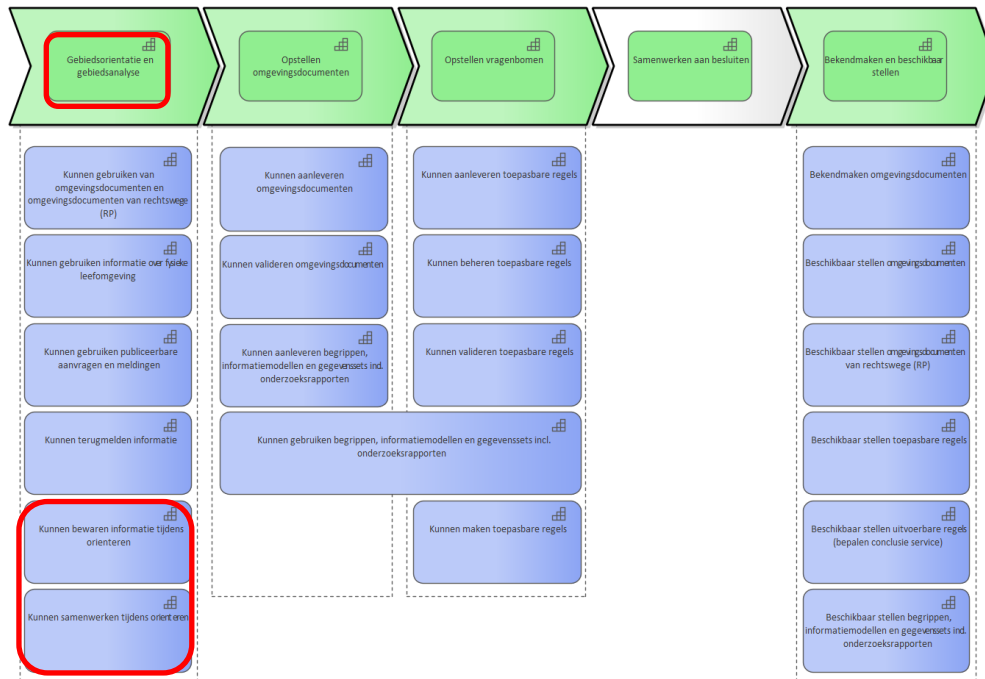 Gebiedsorientatie en
gebiedsanalyse
Opstellen
omgevingsdocumenten
Opstellen vragenbomen
Samenwerken aan besluiten
Bekendmaken en beschikbaar
stellen
Kunnen gebruiken van
omgevingsdocumenten en
omgevingsdocumenten van rechtswege
(RP)
Kunnen gebruiken informatie over fysieke
leefomgeving
Kunnen gebruiken publiceerbare
aanvragen en meldingen
Kunnen terugmelden informatie
Kunnen bewaren informatie tijdens
orienteren
Kunnen samenwerken tijdens orienteren
Kunnen aanleveren
omgevingsdocumenten
Kunnen valideren omgevingsdocumenten
Kunnen aanleveren begrippen,
informatiemodellen en gegevenssets incl.
onderzoeksrapporten
Kunnen gebruiken begrippen, informatiemodellen en gegevenssets incl.
onderzoeksrapporten
Kunnen aanleveren toepasbare regels
Kunnen beheren toepasbare regels
Kunnen valideren toepasbare regels
Kunnen maken toepasbare regels
Bekendmaken omgevingsdocumenten
Beschikbaar stellen omgevingsdocumenten
Beschikbaar stellen omgevingsdocumenten
van rechtswege (RP)
Beschikbaar stellen toepasbare regels
Beschikbaar stellen uitvoerbare regels
(bepalen conclusie service)
Beschikbaar stellen begrippen,
informatiemodellen en gegevenssets incl.
onderzoeksrapporten